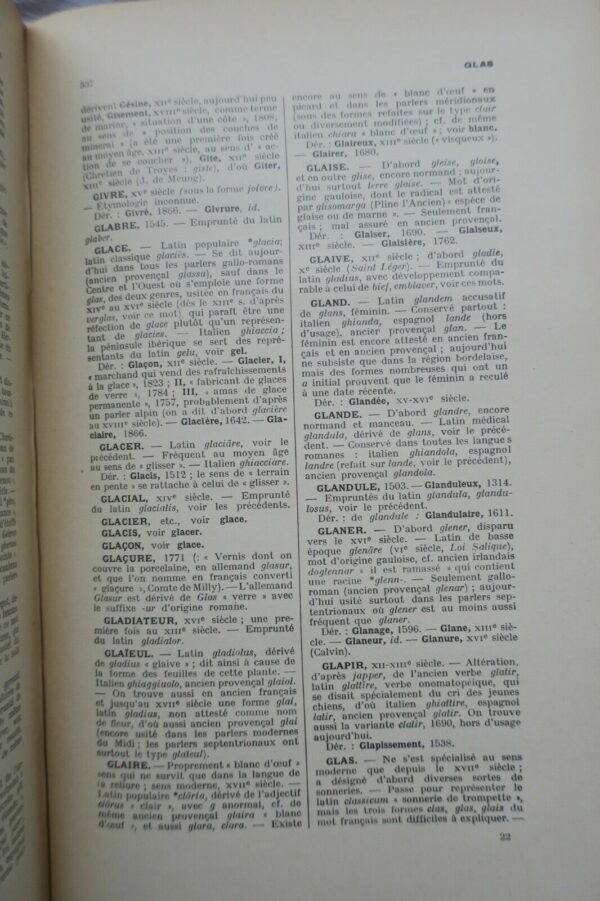 337
GLAS
dérivent Gésine, XIIe siècle, aujourd'hui peu
usité, Gisement, XVIIIe siècle, comme terme
de marine, « situation d'une côte », 1808,
au sens de « position des couches de
minerai » (a été une première fois créé
au moyen âge, XIIIe siècle, au sens d' « ac-
tion de se coucher »), Gîte, XIIe siècle
(Chrétien de Troyes : giste), d'où Gîter,
XIIIe siècle (J. de Meung).
GIVRE, XVe siècle (sous la forme joivre).
— Étymologie inconnue.
Dér. : Givré, 1866. — Givrure, id.
GLABRE, 1545. — Emprunté du latin
glaber.
GLACE. — Latin populaire *glacia;
latin classique glaciēs. — Se dit aujour-
d'hui dans tous les parlers gallo-romans
(ancien provençal glassa), sauf dans le
Centre et l'Ouest où s'emploie une forme
glas, des deux genres, usitée en français du
XIVe au XVIe siècle (dès le XIIIe s. d'après
verglas, voir ce mot) qui paraît être une
réfection de glace plutôt qu'un représen-
tant de glaciēs. — Italien ghiaccia;
la péninsule ibérique se sert des repré-
sentants du latin gelu, voir gel.
Dér. : Glaçon, XIIe siècle. — Glacier, I,
« marchand qui vend des rafraîchissements
à la glace », 1823 ; II, « fabricant de glaces
de verre », 1784 ; III, « amas de glace
permanente », 1757, probablement d'après
un parler alpin (on a dit d'abord glacière
au XVIIIe siècle). — Glacière, 1642. — Gla-
ciaire, 1866.
GLACER. — Latin glaciāre, voir le
précédent. — Fréquent au moyen âge
au sens de « glisser ». — Italien ghiacciare.
Dér. : Glacis, 1512 ; le sens de « terrain
en pente » se rattache à celui de « glisser ».
GLACIAL, XIVe siècle. — Emprunté
du latin glacialis, voir les précédents.
GLACIER, etc., voir glace.
GLACIS, voir glacer.
GLAÇON, voir glace.
GLAÇURE, 1771 (: « Vernis dont on
couvre la porcelaine, en allemand glasur,
et que l'on nomme en français converti
« glaçure », Comte de Milly). — L'allemand
Glasur est dérivé de Glas « verre » avec
le suffixe -ur d'origine romane.
GLADIATEUR, XVIe siècle ; une pre-
mière fois au XIIIe siècle. — Emprunté
du latin gladiator.
GLAÏEUL. — Latin gladiolus, dérivé
de gladius « glaive » ; dit ainsi à cause de
la forme des feuilles de cette plante. —
Italien ghiaggiuolo, ancien provençal glaiol.
— On trouve aussi en ancien français
et jusqu'au XVIIe siècle une forme glai,
latin gladius, non attesté comme nom
de fleur, d'où aussi ancien provençal glai
(encore usité dans les parlers modernes
du Midi ; les parlers septentrionaux ont
surtout le type glaieul).
GLAIRE. — Proprement « blanc d'œuf »
sens qui ne survit que dans la langue de
la reliure ; sens moderne, XVIIe siècle. —
Latin populaire *clāria, dérivé de l'adjectif
clārus « clair », avec g anormal, cf. de
même ancien provençal glaira « blanc
d'œuf », et aussi glara, clara. — Existe
encore au sens de « blanc d'œuf » en
picard et dans les parlers méridionaux
(sous des formes refaites sur le type clair
ou diversement modifiées) ; cf. de même
italien chiara « blanc d'œuf » ; voir blanc.
Dér. : Glaireux, XIIIe siècle (« visqueux »).
— Glairer, 1680.
GLAISE. — D'abord gleise, gloise,
et en outre glise, encore normand ; aujour-
d'hui surtout terre glaise. — Mot d'ori-
gine gauloise, dont le radical est attesté
par glisomarga (Pline l'Ancien) « espèce de
glaise ou de marne ». — Seulement fran-
çais ; mal assuré en ancien provençal.
Dér. : Glaiser, 1690. — Glaiseux,
XIIIe siècle. — Glaisière, 1762.
GLAIVE, XIIe siècle ; d'abord gladie,
Xe siècle (Saint Léger). — Emprunté du
latin gladius, avec développement compa-
rable à celui de bief, emblaver, voir ces mots.
GLAND. — Latin glandem accusatif
de glans, féminin. — Conservé partout :
italien ghianda, espagnol lande (hors
d'usage), ancien provençal glan. — Le
féminin est encore attesté en ancien fran-
çais et en ancien provençal ; aujourd'hui
ne subsiste que dans la région bordelaise,
mais des formes nombreuses qui ont un
a initial prouvent que le féminin a reculé
à une date récente.
Dér. : Glandée, XV-XVIe siècle.
GLANDE. — D'abord glandre, encore
normand et manceau. — Latin médical
glandula, dérivé de glans, voir le précé-
dent. — Conservé dans toutes les langues
romanes : italien ghiandola, espagnol
landre (refait sur lande, voir le précédent),
ancien provençal glandola.
GLANDULE, 1503. — Glanduleux, 1314.
— Empruntés du latin glandula, glandu-
losus, voir le précédent.
Dér. : de glandule : Glandulaire, 1611.
GLANER. — D'abord glener, disparu
vers le XVIe siècle. — Latin de basse
époque glenāre (VIe siècle, Loi Salique),
mot d'origine gauloise, cf. ancien irlandais
doglennar « il est ramassé » qui contient
une racine *glenn-. — Seulement gallo-
roman (ancien provençal glenar) ; aujour-
d'hui usité surtout dans les parlers sep-
tentrionaux où glener est au moins aussi
fréquent que glaner.
Dér. : Glanage, 1596. — Glane, XIIIe siè-
cle. — Glaneur, id. — Glanure, XVIe siècle
(Calvin).
GLAPIR, XII-XIIIe siècle. — Altération,
d'après japper, de l'ancien verbe glatir,
latin glattīre, verbe onomatopéique, qui
se disait spécialement du cri des jeunes
chiens, d'où italien ghiattire, espagnol
latir, ancien provençal glatir. On trouve
aussi la variante clatir, 1690, hors d'usage
aujourd'hui.
Dér. : Glapissement, 1538.
GLAS. — Ne s'est spécialisé au sens
moderne que depuis le XVIIe siècle ;
a désigné d'abord diverses sortes de
sonneries. — Passe pour représenter le
latin classicum « sonnerie de trompette »,
mais les trois formes clas, glas, glais du
mot français sont difficiles à expliquer. —
22